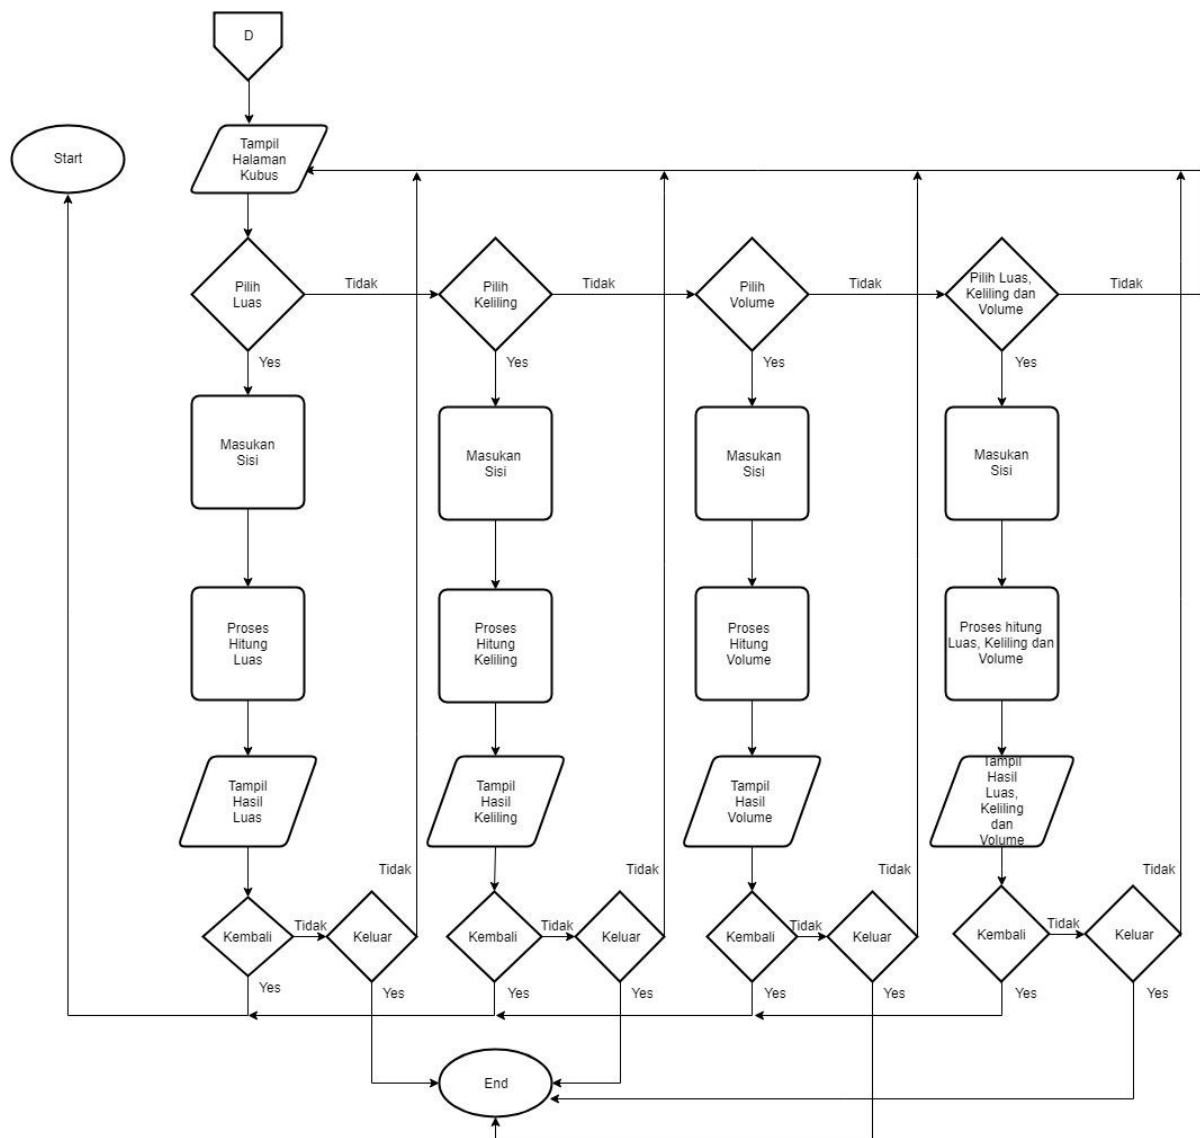 D
Start
Tampil
Halaman
Kubus
Pilih
Luas
Tidak
Pilih
Keliling
Tidak
Pilih
Volume
Tidak
Pilih Luas,
Keliling dan
Volume
Tidak
Yes
Yes
Yes
Yes
Masukan
Sisi
Masukan
Sisi
Masukan
Sisi
Masukan
Sisi
Proses
Hitung
Luas
Proses
Hitung
Keliling
Proses
Hitung
Volume
Proses hitung
Luas, Keliling dan
Volume
Tampil
Hasil
Luas
Tampil
Hasil
Keliling
Tampil
Hasil
Volume
Tampil
Hasil
Luas,
Keliling
dan
Volume
Tidak
Tidak
Tidak
Tidak
Kembali
Tidak
Keluar
Kembali
Tidak
Keluar
Kembali
Tidak
Keluar
Kembali
Tidak
Keluar
Yes
Yes
Yes
Yes
Yes
Yes
Yes
Yes
End